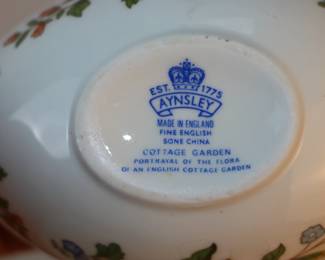 EST. 1775
AYNSLEY
MADE IN ENGLAND
FINE ENGLISH
BONE CHINA
COTTAGE GARDEN
PORTRAYAL OF THE FLORA
OF AN ENGLISH COTTAGE GARDEN